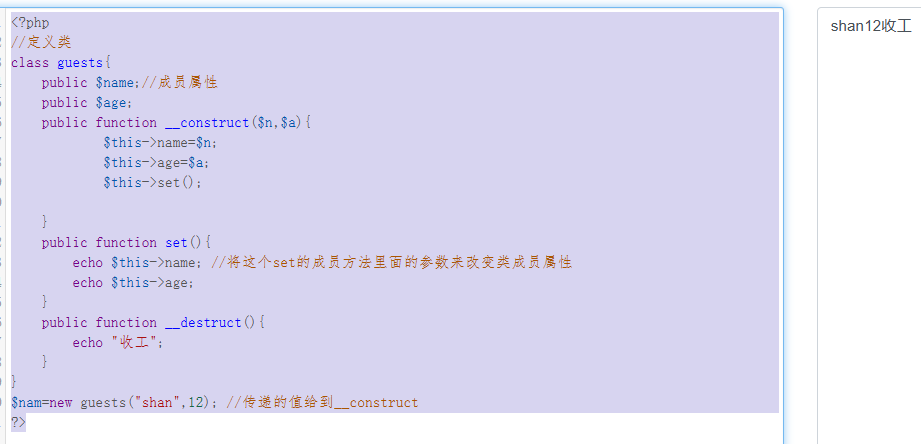 <?php
//定义类
class guests{
    public $name;//成员属性
    public $age;
    public function __construct($n,$a){
            $this->name=$n;
            $this->age=$a;
            $this->set();

    }
    public function set(){
        echo $this->name; //将这个set的成员方法里面的参数来改变类成员属性
        echo $this->age;
    }
    public function __destruct(){
        echo "收工";
    }
}
$nam=new guests("shan",12); //传递的值给到__construct
?>
shan12收工